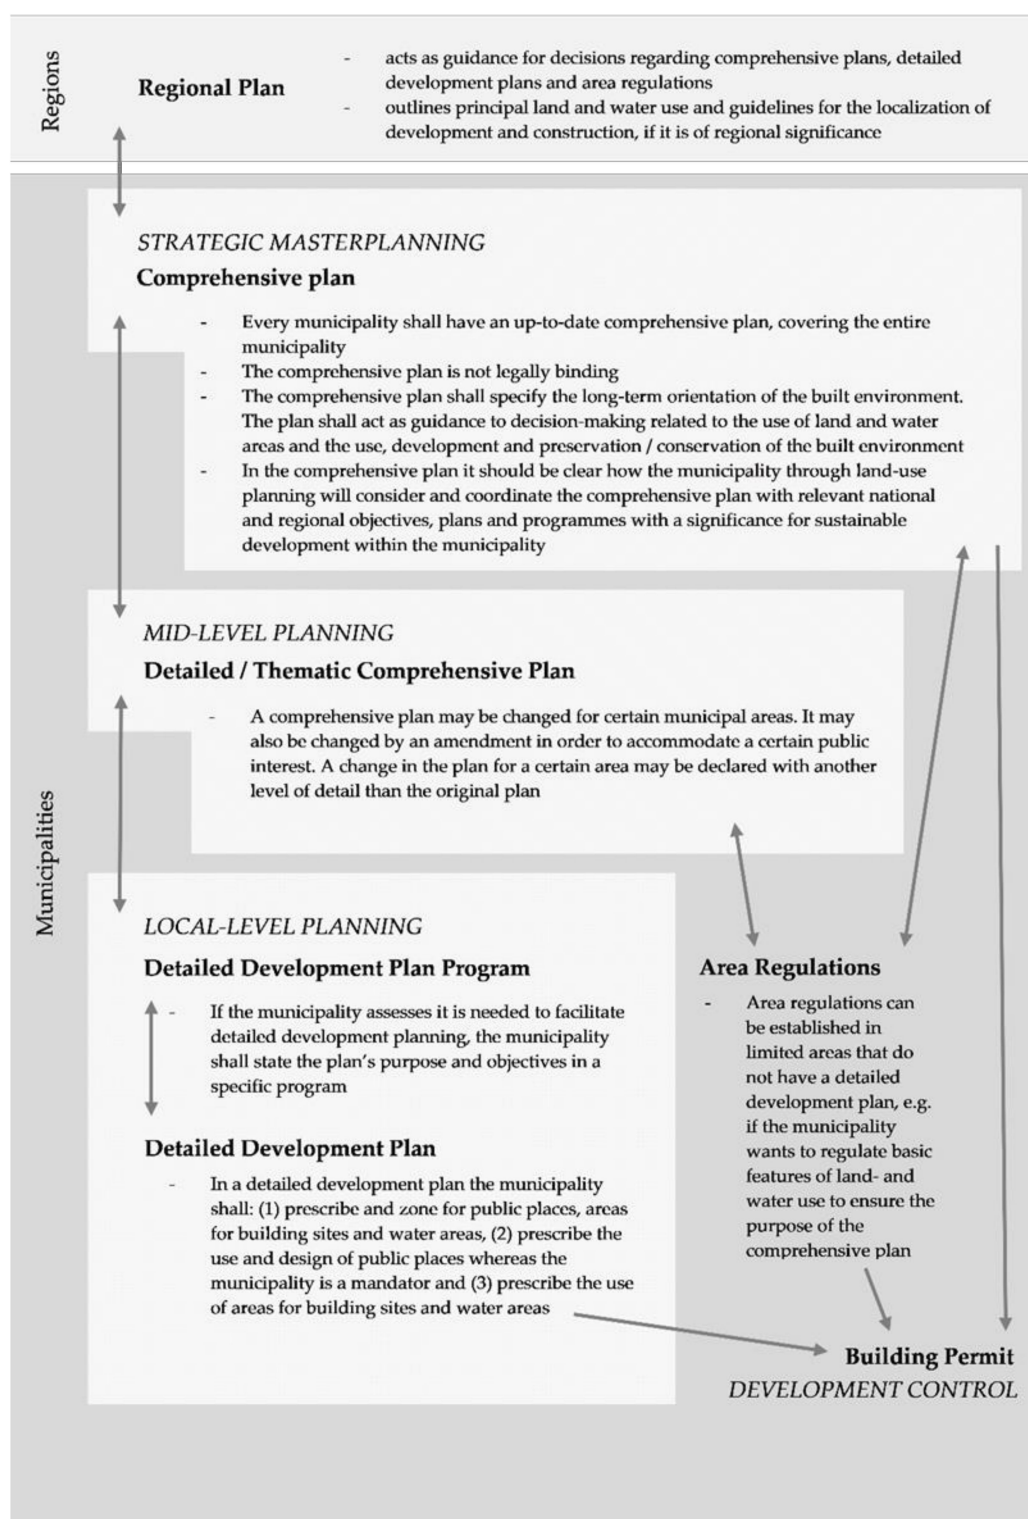 Regions
Regional Plan
- acts as guidance for decisions regarding comprehensive plans, detailed
development plans and area regulations
- outlines principal land and water use and guidelines for the localization of
development and construction, if it is of regional significance
Municipalities
STRATEGIC MASTERPLANNING
Comprehensive plan
- Every municipality shall have an up-to-date comprehensive plan, covering the entire
municipality
- The comprehensive plan is not legally binding
- The comprehensive plan shall specify the long-term orientation of the built environment.
The plan shall act as guidance to decision-making related to the use of land and water
areas and the use, development and preservation / conservation of the built environment
- In the comprehensive plan it should be clear how the municipality through land-use
planning will consider and coordinate the comprehensive plan with relevant national
and regional objectives, plans and programmes with a significance for sustainable
development within the municipality
MID-LEVEL PLANNING
Detailed / Thematic Comprehensive Plan
- A comprehensive plan may be changed for certain municipal areas. It may
also be changed by an amendment in order to accommodate a certain public
interest. A change in the plan for a certain area may be declared with another
level of detail than the original plan
LOCAL-LEVEL PLANNING
Detailed Development Plan Program
- If the municipality assesses it is needed to facilitate
detailed development planning, the municipality
shall state the plan's purpose and objectives in a
specific program
Detailed Development Plan
- In a detailed development plan the municipality
shall: (1) prescribe and zone for public places, areas
for building sites and water areas, (2) prescribe the
use and design of public places whereas the
municipality is a mandator and (3) prescribe the use
of areas for building sites and water areas
Area Regulations
- Area regulations can
be established in
limited areas that do
not have a detailed
development plan, e.g.
if the municipality
wants to regulate basic
features of land- and
water use to ensure the
purpose of the
comprehensive plan
Building Permit
DEVELOPMENT CONTROL